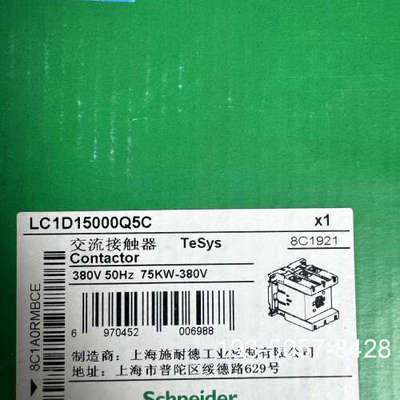 LC1D15000Q5C x1
交流接触器 TeSys 8C1921
Contactor
380V 50Hz 75KW-380V
8C1A0RMBCE
6 970452 006988
制造商：上海施耐德工业控制有限公司
地址：上海市普陀区绥德路629号
Schneider